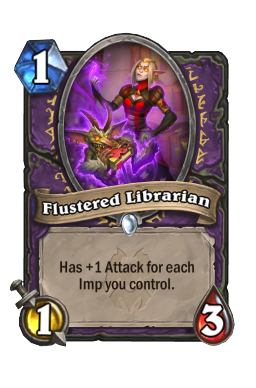 1
Flustered Librarian
Has +1 Attack for each
Imp you control.
1
3